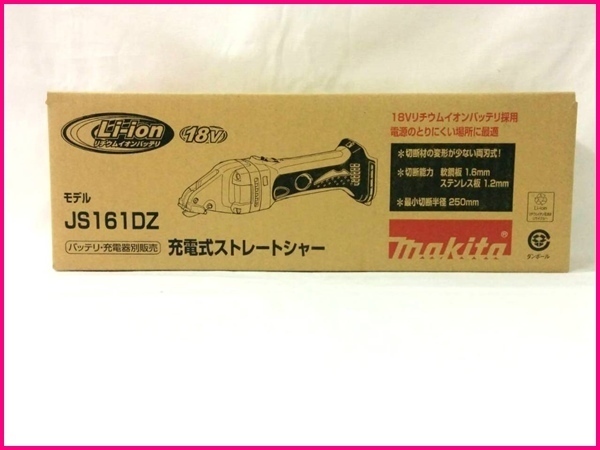 Li-ion
リチウムイオンバッテリ
18V
モデル
JS161DZ
バッテリ・充電器別販売
充電式ストレートシャー
18Vリチウムイオンバッテリ採用
電源のとりにくい場所に最適
＊切断材の変形が少ない両刃式！
＊切断能力 軟鋼板 1.6mm
ステンレス板 1.2mm
＊最小切断半径 250mm
makita®
ダンボール